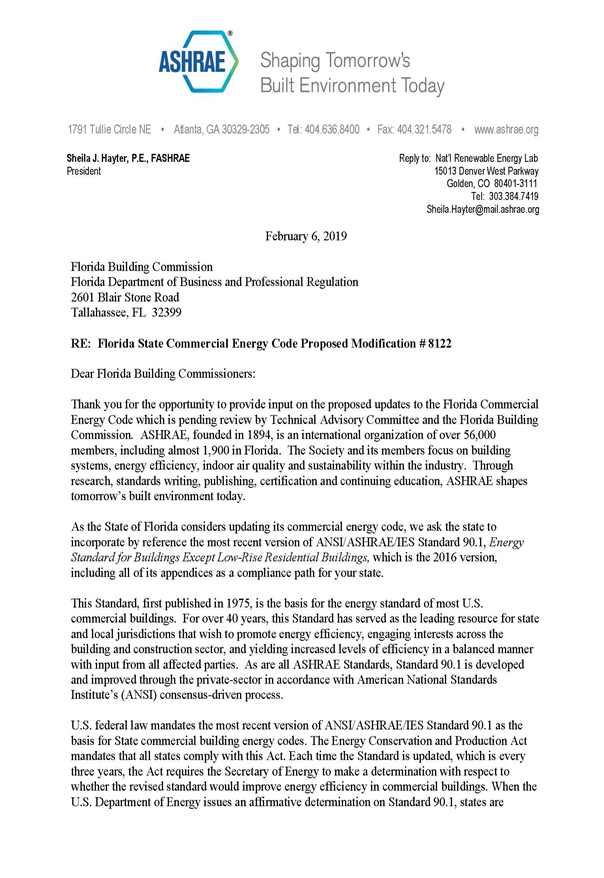 ASHRAE®
Shaping Tomorrow's
Built Environment Today
1791 Tullie Circle NE • Atlanta, GA 30329-2305 • Tel: 404.636.8400 • Fax: 404.321.5478 • www.ashrae.org
Sheila J. Hayter, P.E., FASHRAE
President
Reply to: Nat'l Renewable Energy Lab
15013 Denver West Parkway
Golden, CO 80401-3111
Tel: 303.384.7419
Sheila.Hayter@mail.ashrae.org
February 6, 2019
Florida Building Commission
Florida Department of Business and Professional Regulation
2601 Blair Stone Road
Tallahassee, FL 32399
RE: Florida State Commercial Energy Code Proposed Modification # 8122
Dear Florida Building Commissioners:
Thank you for the opportunity to provide input on the proposed updates to the Florida Commercial
Energy Code which is pending review by Technical Advisory Committee and the Florida Building
Commission. ASHRAE, founded in 1894, is an international organization of over 56,000
members, including almost 1,900 in Florida. The Society and its members focus on building
systems, energy efficiency, indoor air quality and sustainability within the industry. Through
research, standards writing, publishing, certification and continuing education, ASHRAE shapes
tomorrow's built environment today.
As the State of Florida considers updating its commercial energy code, we ask the state to
incorporate by reference the most recent version of ANSI/ASHRAE/IES Standard 90.1, Energy
Standard for Buildings Except Low-Rise Residential Buildings, which is the 2016 version,
including all of its appendices as a compliance path for your state.
This Standard, first published in 1975, is the basis for the energy standard of most U.S.
commercial buildings. For over 40 years, this Standard has served as the leading resource for state
and local jurisdictions that wish to promote energy efficiency, engaging interests across the
building and construction sector, and yielding increased levels of efficiency in a balanced manner
with input from all affected parties. As are all ASHRAE Standards, Standard 90.1 is developed
and improved through the private-sector in accordance with American National Standards
Institute's (ANSI) consensus-driven process.
U.S. federal law mandates the most recent version of ANSI/ASHRAE/IES Standard 90.1 as the
basis for State commercial building energy codes. The Energy Conservation and Production Act
mandates that all states comply with this Act. Each time the Standard is updated, which is every
three years, the Act requires the Secretary of Energy to make a determination with respect to
whether the revised standard would improve energy efficiency in commercial buildings. When the
U.S. Department of Energy issues an affirmative determination on Standard 90.1, states are